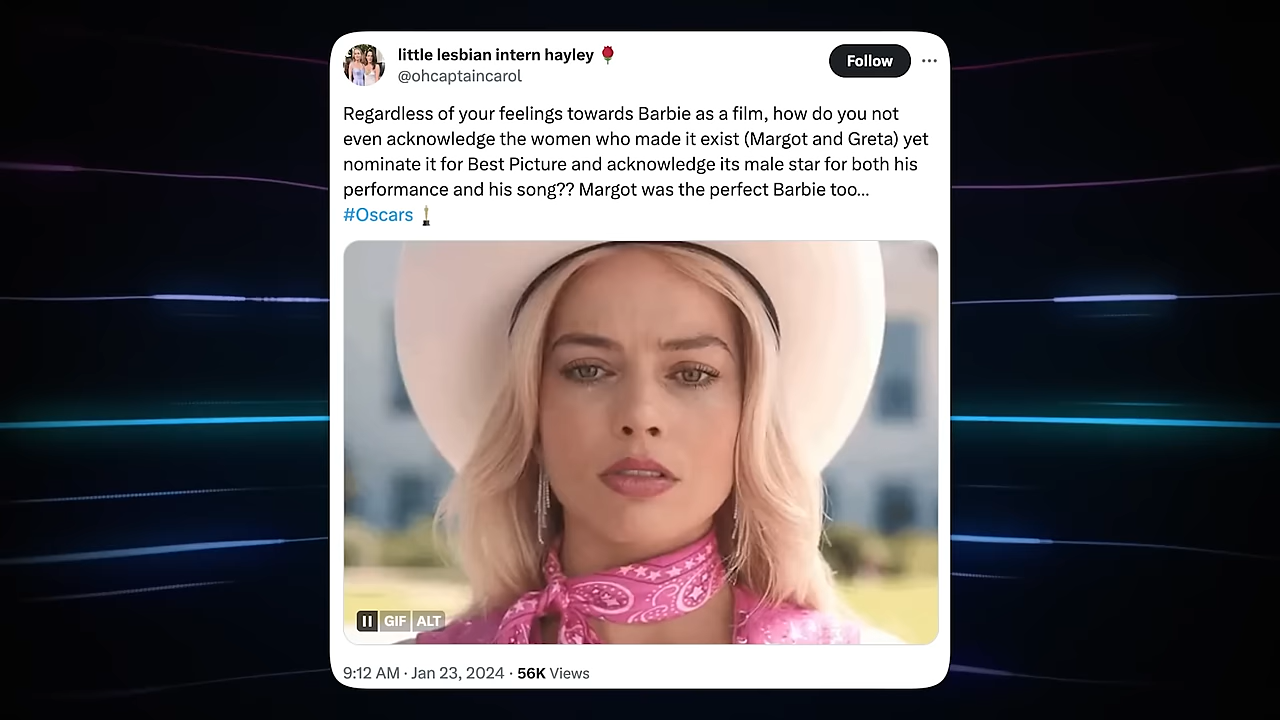 little lesbian intern hayley 🌹
@ohcaptaincarol
Follow
Regardless of your feelings towards Barbie as a film, how do you not
even acknowledge the women who made it exist (Margot and Greta) yet
nominate it for Best Picture and acknowledge its male star for both his
performance and his song?? Margot was the perfect Barbie too...
#Oscars
GIF ALT
9:12 AM · Jan 23, 2024 · 56K Views